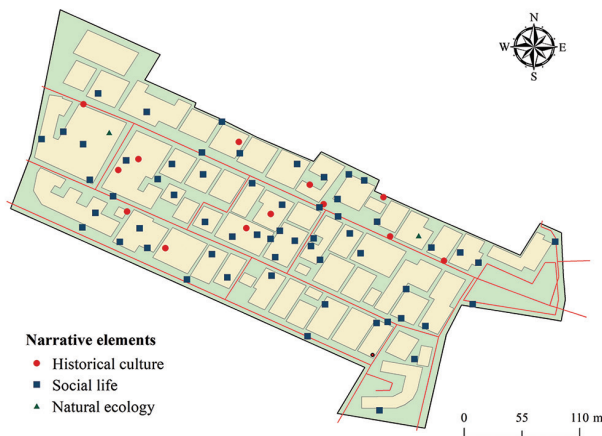 N
W E
S
Narrative elements
Historical culture
Social life
Natural ecology
0 55 110 m